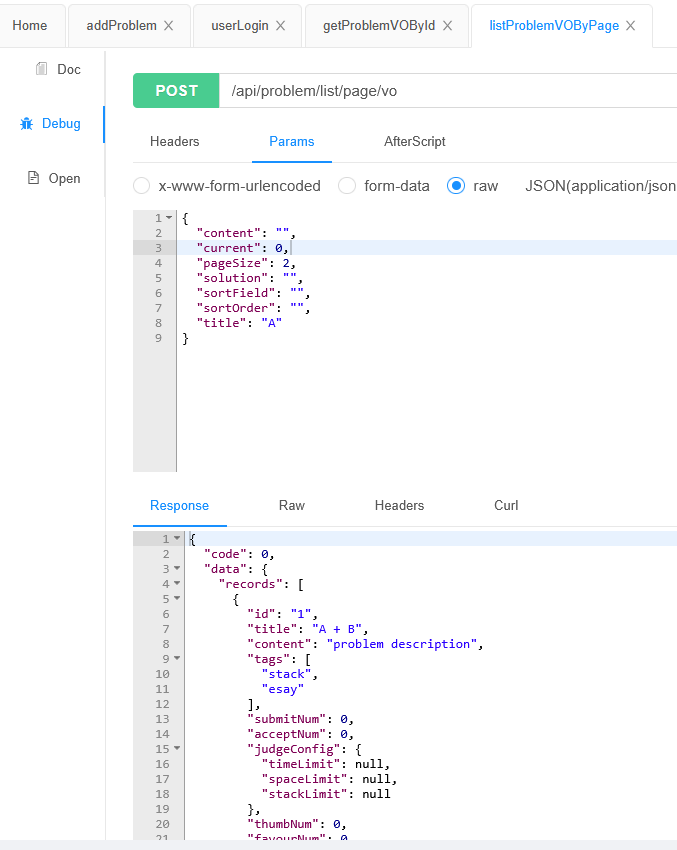 Home addProblem userLogin getProblemVOById listProblemVOByPage
Doc
Debug
Open
POST /api/problem/list/page/vo
Headers Params AfterScript
x-www-form-urlencoded form-data raw JSON(application/json
1 {
2 "content": "",
3 "current": 0,
4 "pageSize": 2,
5 "solution": "",
6 "sortField": "",
7 "sortOrder": "",
8 "title": "A"
9 }
Response Raw Headers Curl
1 {
2 "code": 0,
3 "data": {
4 "records": [
5 {
6 "id": "1",
7 "title": "A + B",
8 "content": "problem description",
9 "tags": [
10 "stack",
11 "esay"
12 ],
13 "submitNum": 0,
14 "acceptNum": 0,
15 "judgeConfig": {
16 "timeLimit": null,
17 "spaceLimit": null,
18 "stackLimit": null
19 },
20 "thumbNum": 0,
21 "favourNum": 0